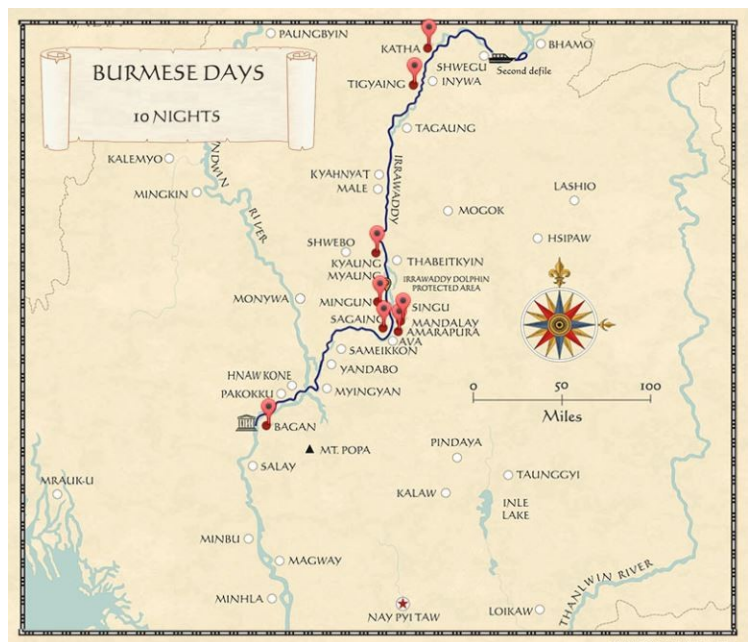 BURMESE DAYS
10 NIGHTS
PAUNGBYIN
KATHA
BHAMO
SHWEGU
Second defile
TIGYAING
INYWA
TAGAUNG
KALEMYO
NDWIN
RIVER
KYAHNYAT
MALE
IRRAWADDY
MINGKIN
LASHIO
MOGOK
SHWEBO
HSIPAW
KYAUNG
MYAUNG
THABEITKYIN
IRRAWADDY DOLPHIN
PROTECTED AREA
MONYWA
MINGUN
SINGU
SAGAING
MANDALAY
AMARAPURA
AVA
SAMEIKKON
YANDABO
HNAW KONE
PAKOKKU
MYINGYAN
0 50 100
Miles
BAGAN
MT. POPA
PINDAYA
SALAY
TAUNGGYI
MRAUK-U
KALAW
INLE
LAKE
MINBU
MAGWAY
MINHLA
NAY PYI TAW
LOIKAW
THANLWIN RIVER